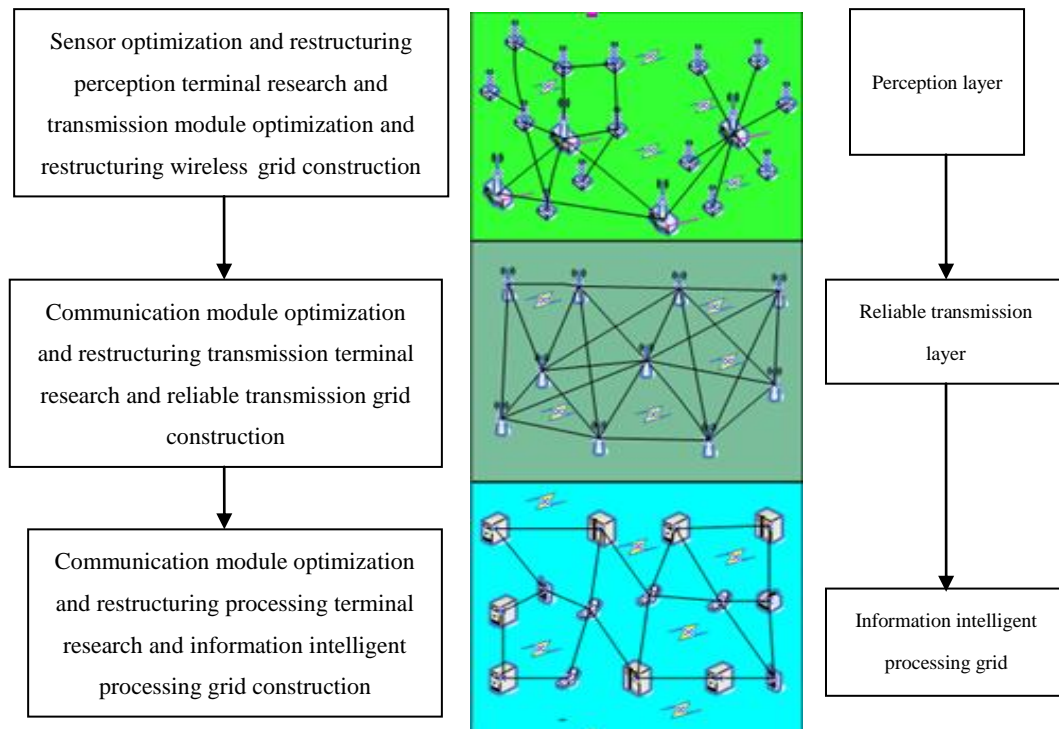 Sensor optimization and restructuring
perception terminal research and
transmission module optimization and
restructuring wireless grid construction
Perception layer
Communication module optimization
and restructuring transmission terminal
research and reliable transmission grid
construction
Reliable transmission
layer
Communication module optimization
and restructuring processing terminal
research and information intelligent
processing grid construction
Information intelligent
processing grid